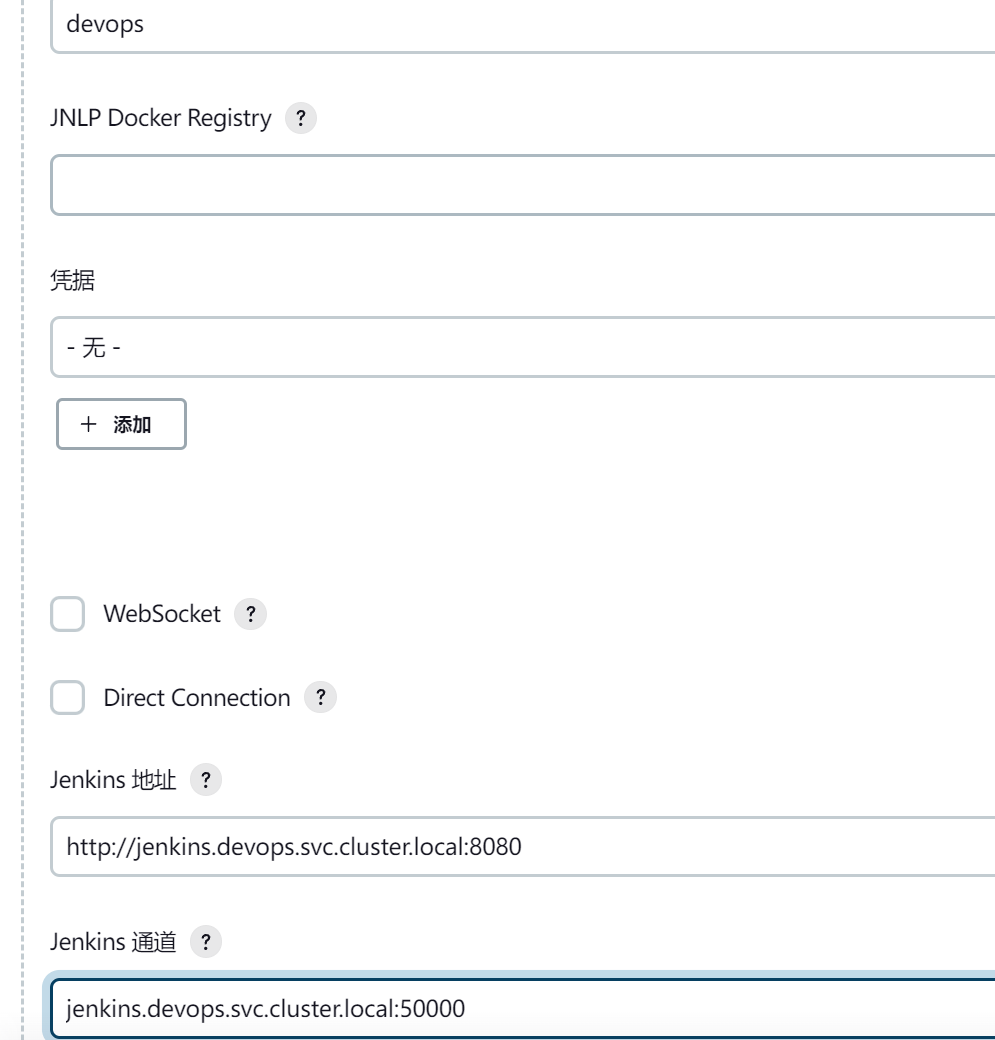 devops
JNLP Docker Registry ?
凭据
- 无 -
+ 添加
WebSocket ?
Direct Connection ?
Jenkins 地址 ?
http://jenkins.devops.svc.cluster.local:8080
Jenkins 通道 ?
jenkins.devops.svc.cluster.local:50000